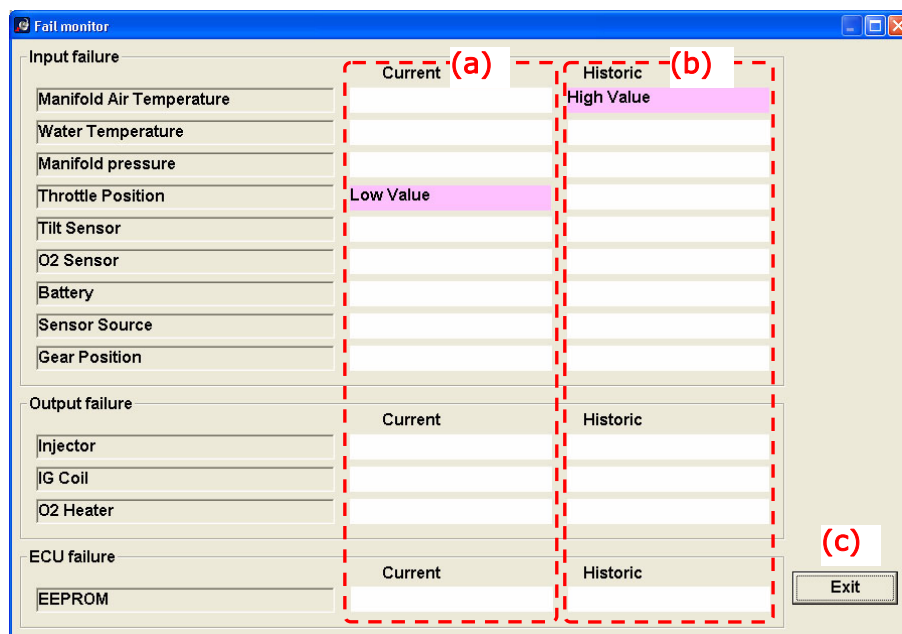 Fail monitor
Input failure
Current (a) Historic (b)
Manifold Air Temperature High Value
Water Temperature
Manifold pressure
Throttle Position Low Value
Tilt Sensor
O2 Sensor
Battery
Sensor Source
Gear Position
Output failure
Current Historic
Injector
IG Coil
O2 Heater
ECU failure
Current Historic
EEPROM
(c)
Exit